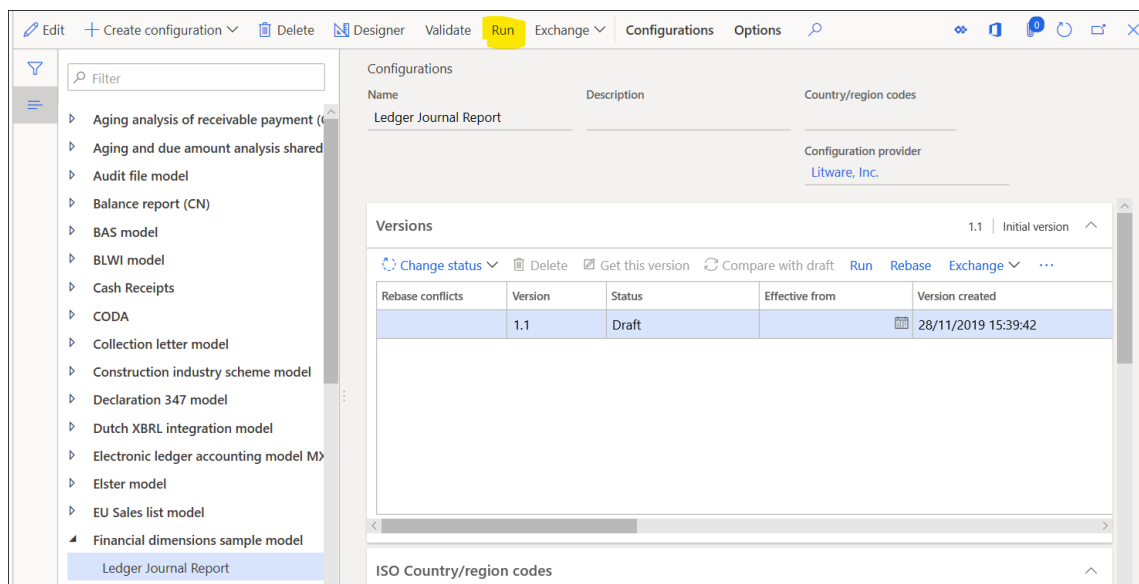 Edit Create configuration Delete Designer Validate Run Exchange Configurations Options 0
Filter
Aging analysis of receivable payment (
Aging and due amount analysis shared
Audit file model
Balance report (CN)
BAS model
BLWI model
Cash Receipts
CODA
Collection letter model
Construction industry scheme model
Declaration 347 model
Dutch XBRL integration model
Electronic ledger accounting model MX
Elster model
EU Sales list model
Financial dimensions sample model
Ledger Journal Report
Configurations
Name Description Country/region codes
Ledger Journal Report
Configuration provider
Litware, Inc.
Versions 1.1 Initial version
Change status Delete Get this version Compare with draft Run Rebase Exchange ...
Rebase conflicts Version Status Effective from Version created
1.1 Draft 28/11/2019 15:39:42
ISO Country/region codes